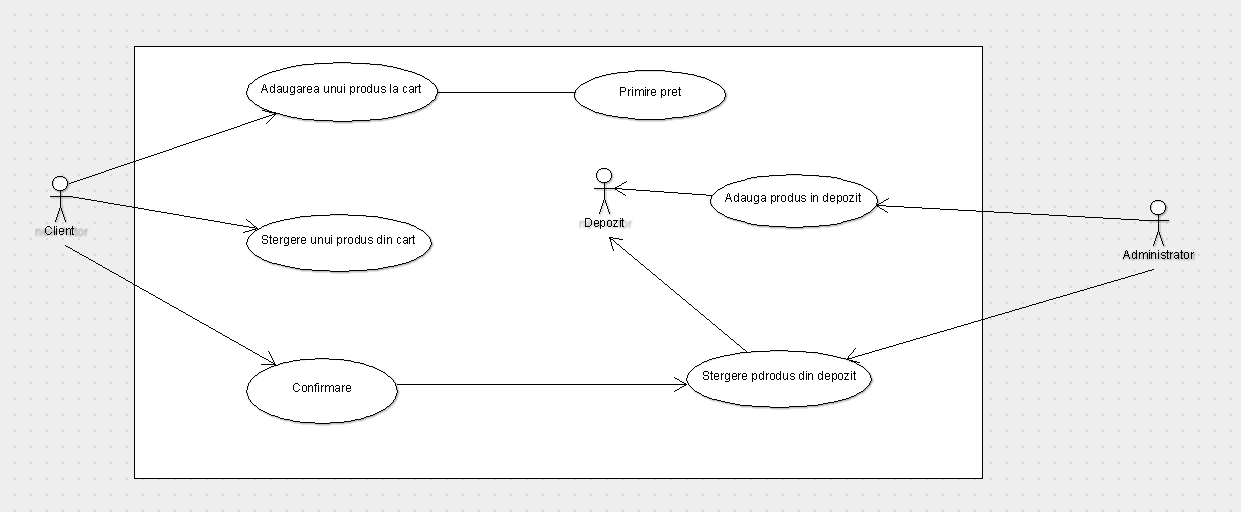 Adaugarea unui produs la cart
Primire pret
Client
Stergere unui produs din cart
Depozit
Adauga produs in depozit
Administrator
Confirmare
Stergere pdrodus din depozit